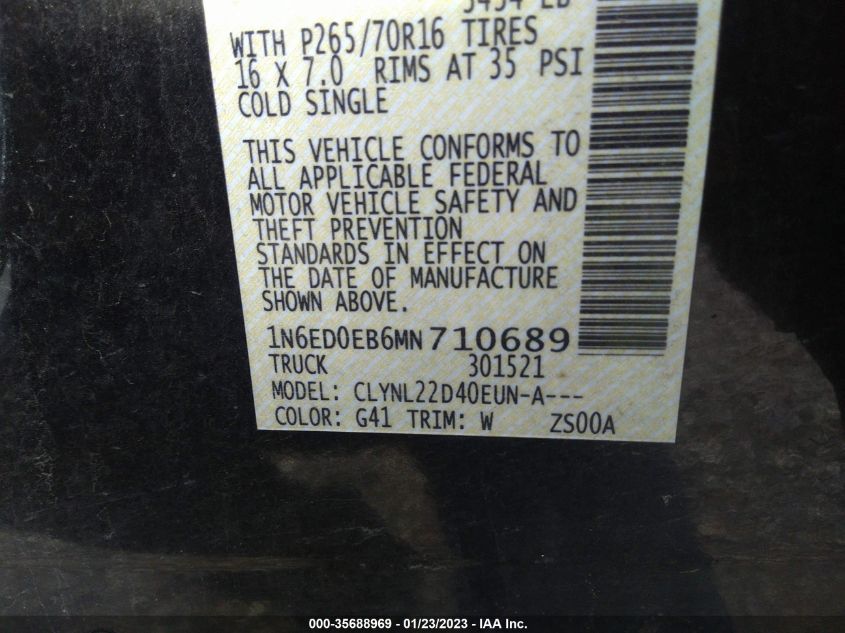 WITH P265/70R16 TIRES
16 X 7.0 RIMS AT 35 PSI
COLD SINGLE
THIS VEHICLE CONFORMS TO
ALL APPLICABLE FEDERAL
MOTOR VEHICLE SAFETY AND
THEFT PREVENTION
STANDARDS IN EFFECT ON
THE DATE OF MANUFACTURE
SHOWN ABOVE.
1N6ED0EB6MN710689
TRUCK 301521
MODEL: CLYNL22D40EUN-A---
COLOR: G41 TRIM: W ZS00A
000-35688969 - 01/23/2023 - IAA Inc.